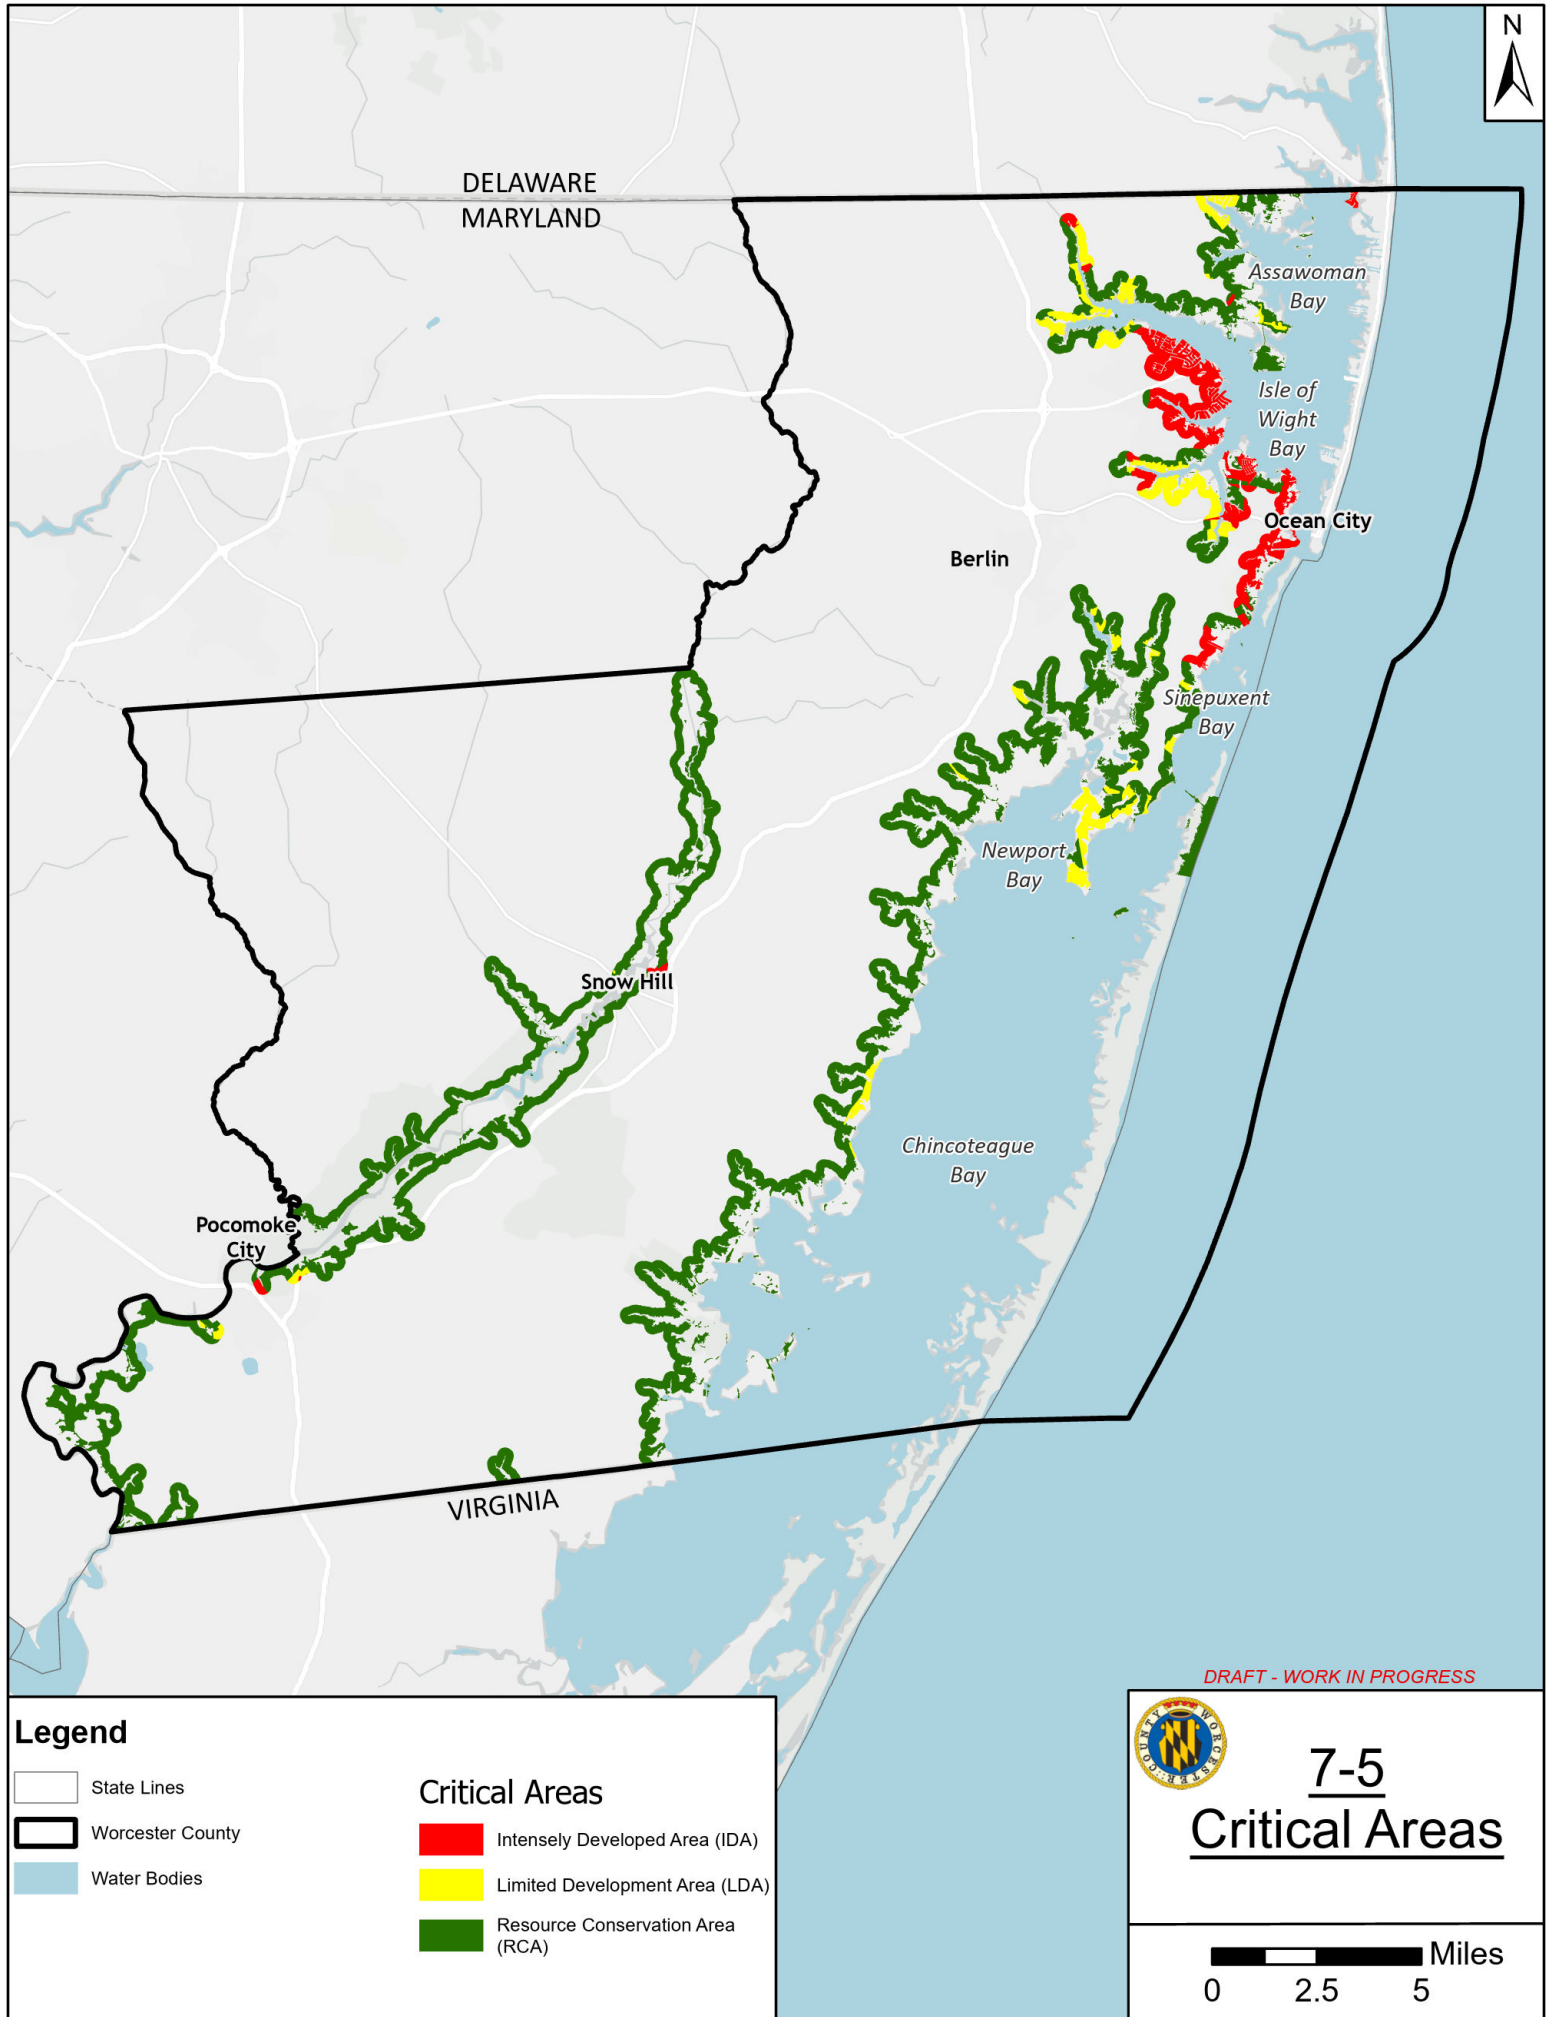 N
DELAWARE
MARYLAND
Assawoman
Bay
Isle of
Wight
Bay
Ocean City
Berlin
Sinepuxent
Bay
Newport
Bay
Snow Hill
Chincoteague
Bay
Pocomoke
City
VIRGINIA
DRAFT - WORK IN PROGRESS
Legend
State Lines
Worcester County
Water Bodies
Critical Areas
Intensely Developed Area (IDA)
Limited Development Area (LDA)
Resource Conservation Area
(RCA)
WORCESTER COUNTY
7-5
Critical Areas
Miles
0 2.5 5